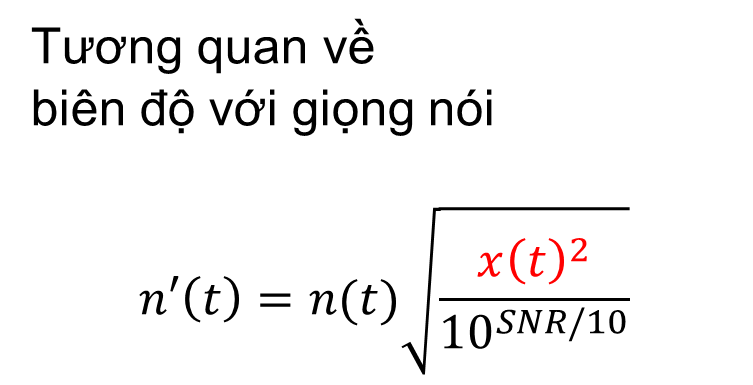 Tương quan về
biên độ với giọng nói
n′(t) = n(t)√(x(t)²/10^{SNR/10})